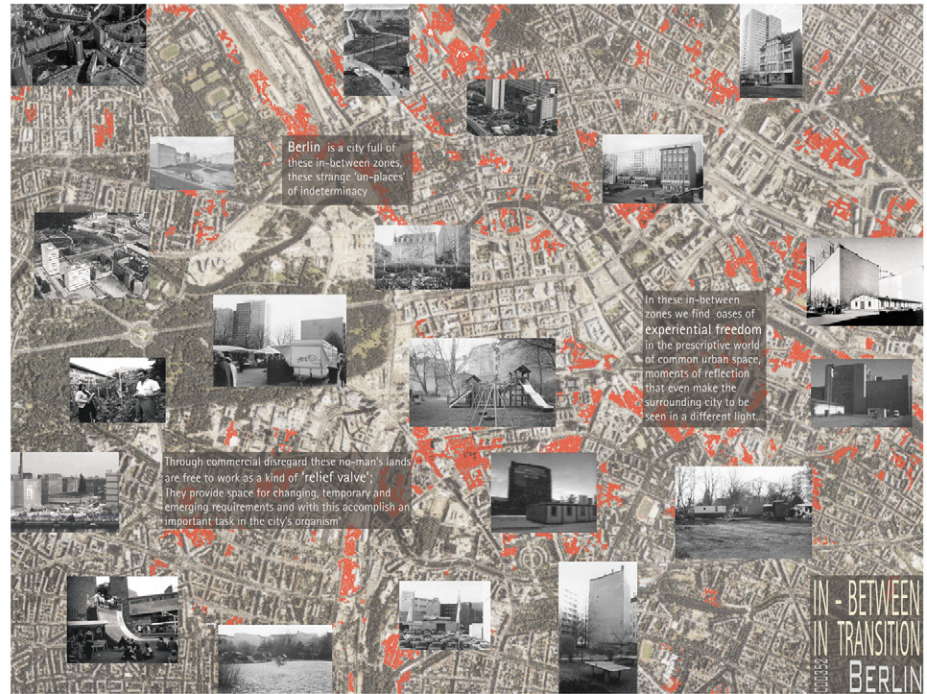 Berlin is a city full of
these in-between zones,
these strange 'un-places'
of indeterminacy
In these in-between
zones we find oases of
experiential freedom
in the prescriptive world
of common urban space,
moments of reflection
that even make the
surrounding city to be
seen in a different light...
Through commercial disregard these no-man's lands
are free to work as a kind of 'relief valve':
They provide space for changing, temporary and
emerging requirements and with this accomplish an
important task in the city's organism'
IN - BETWEEN
IN TRANSITION
BERLIN